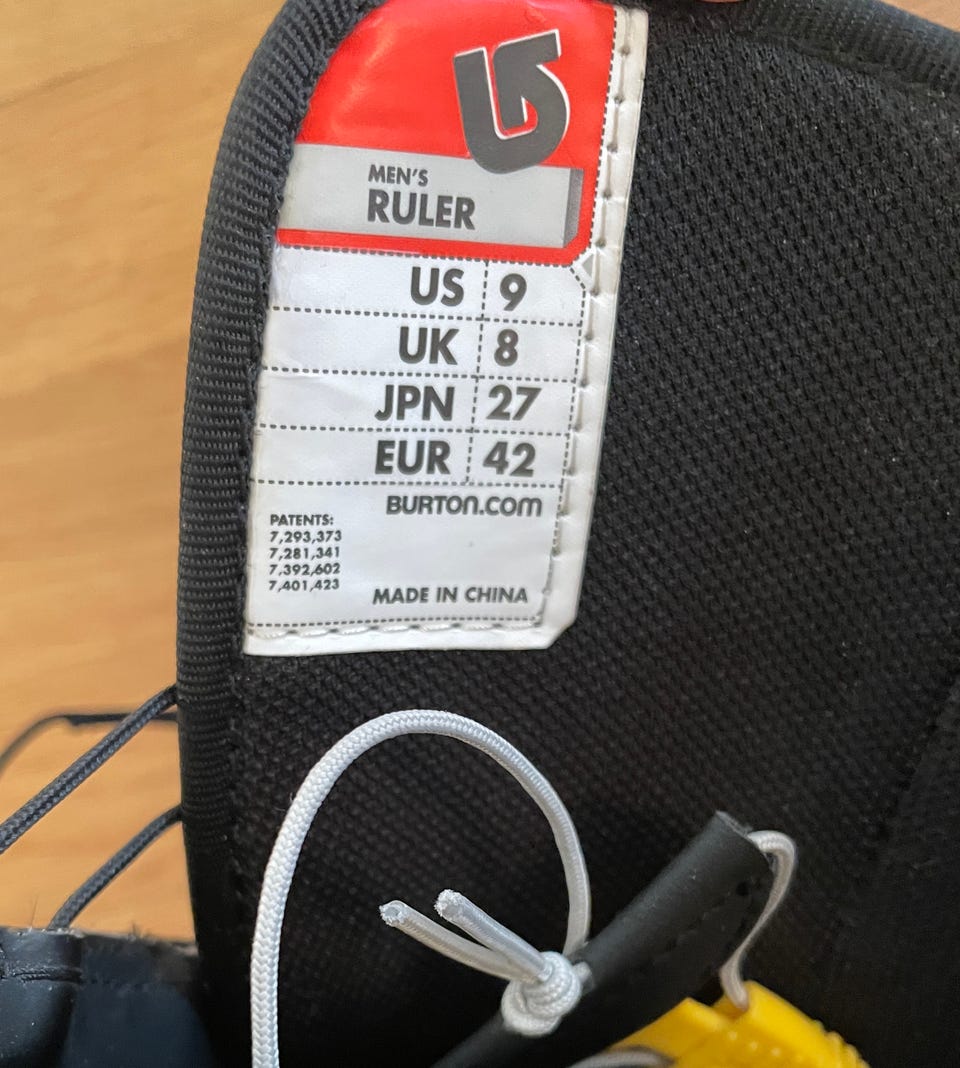 MEN'S
RULER
US 9
UK 8
JPN 27
EUR 42
BURTON.COM
PATENTS:
7,293,373
7,281,341
7,392,602
7,401,423
MADE IN CHINA